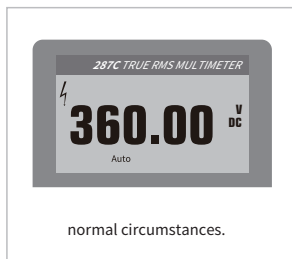 287C TRUE RMS MULTIMETER
360.00 V DC
Auto
normal circumstances.